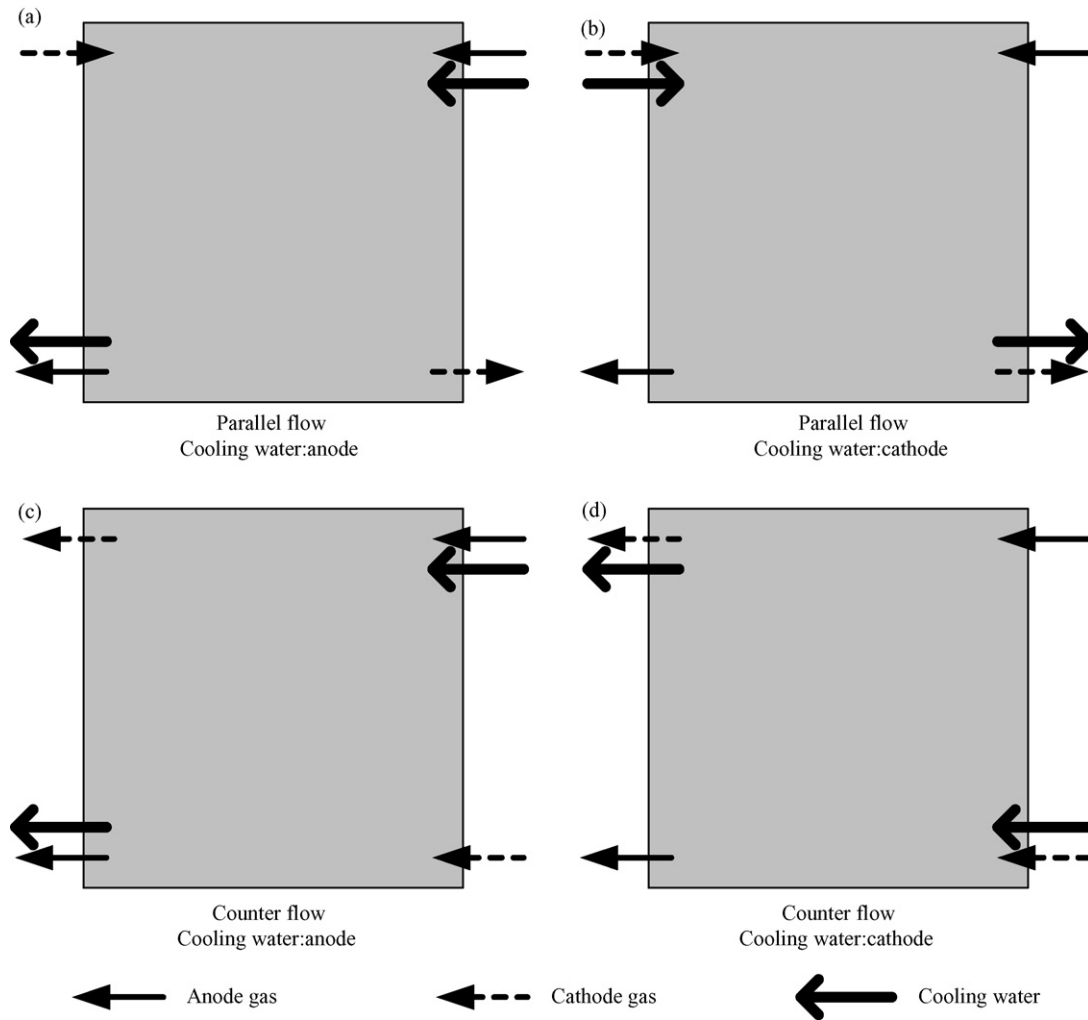 (a)
(b)
Parallel flow
Cooling water:anode
Parallel flow
Cooling water:cathode
(c)
(d)
Counter flow
Cooling water:anode
Counter flow
Cooling water:cathode
Anode gas
Cathode gas
Cooling water